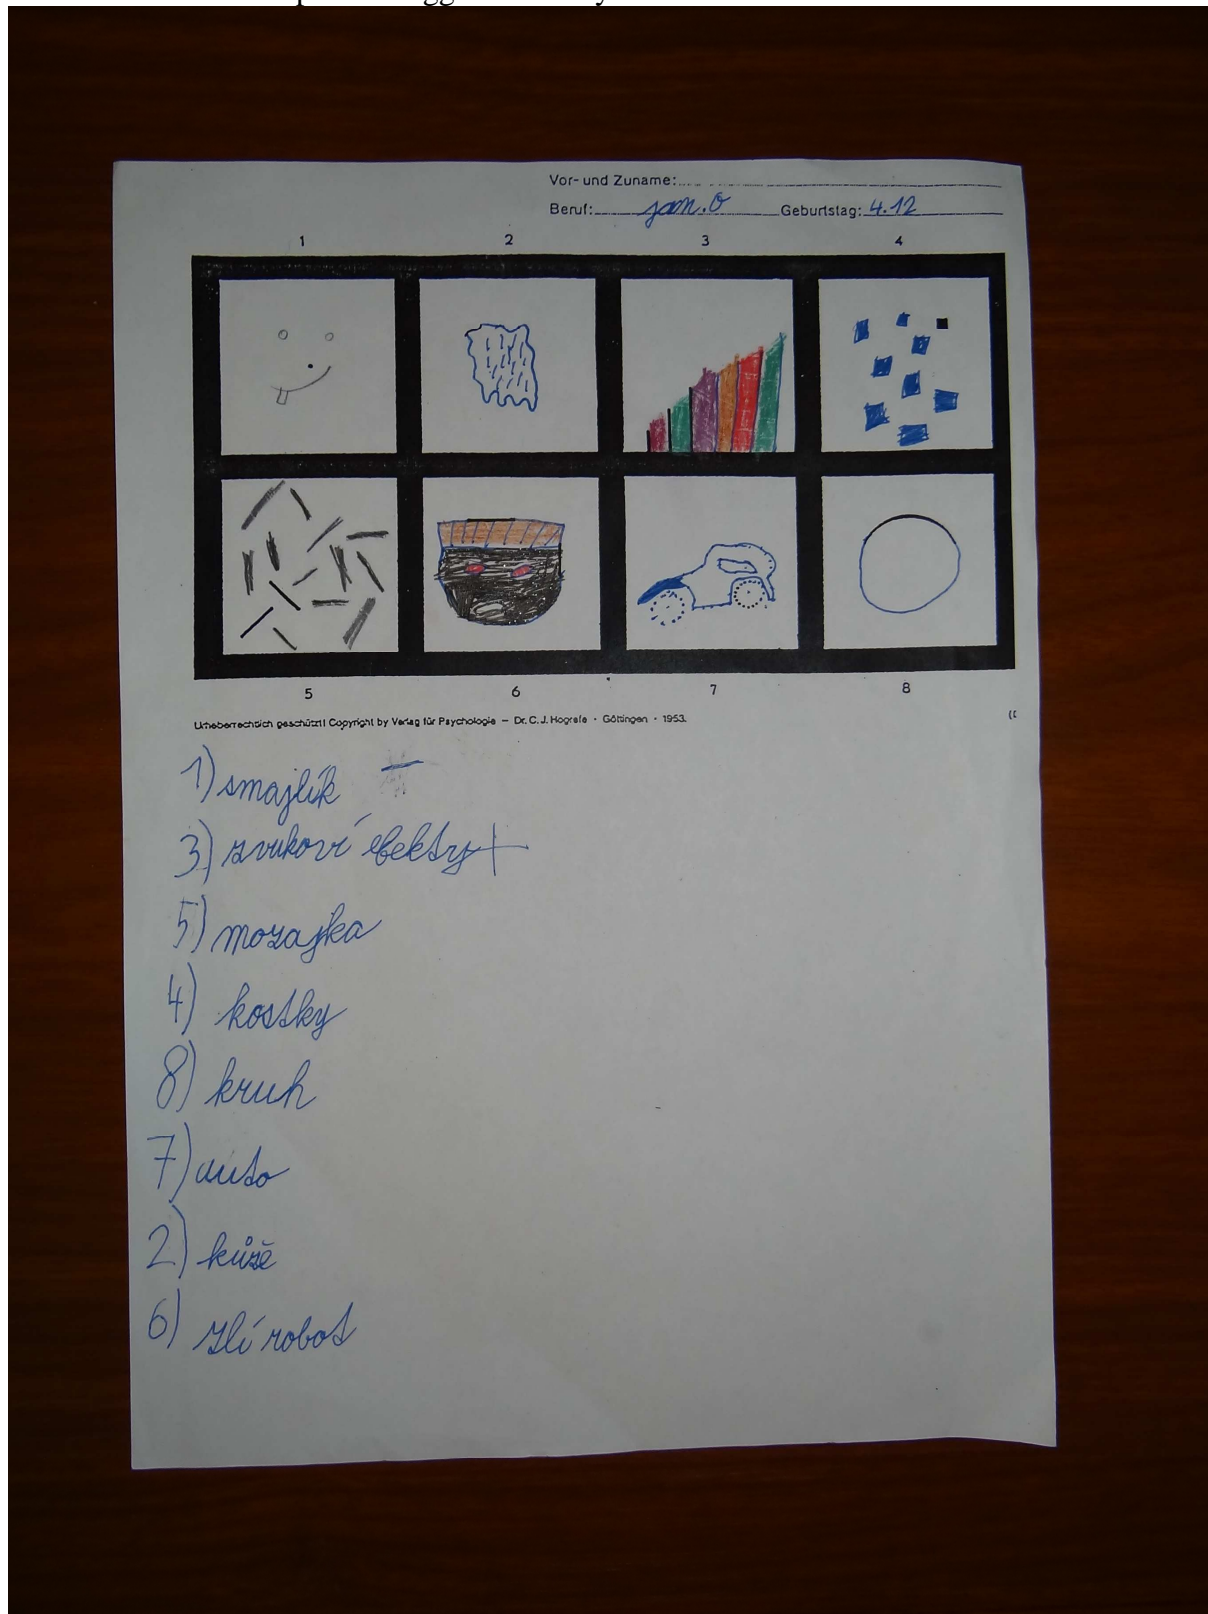 Vor- und Zuname:
Beruf: jan.O Geburtstag: 4.12
1 2 3 4
5 6 7 8
Urheberrechtlich geschützt! Copyright by Verlag für Psychologie – Dr. C. J. Hogrefe · Göttingen · 1953.
1) smajlík
3) zvukoví efekty +
5) mozajka
4) kostky
8) kruh
7) auto
2) kůže
6) zlí robot